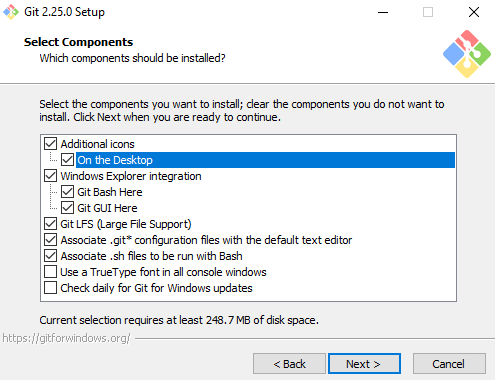 Git 2.25.0 Setup
Select Components
Which components should be installed?
Select the components you want to install; clear the components you do not want to
install. Click Next when you are ready to continue.
Additional icons
On the Desktop
Windows Explorer integration
Git Bash Here
Git GUI Here
Git LFS (Large File Support)
Associate .git* configuration files with the default text editor
Associate .sh files to be run with Bash
Use a TrueType font in all console windows
Check daily for Git for Windows updates
Current selection requires at least 248.7 MB of disk space.
https://gitforwindows.org/
< Back
Next >
Cancel